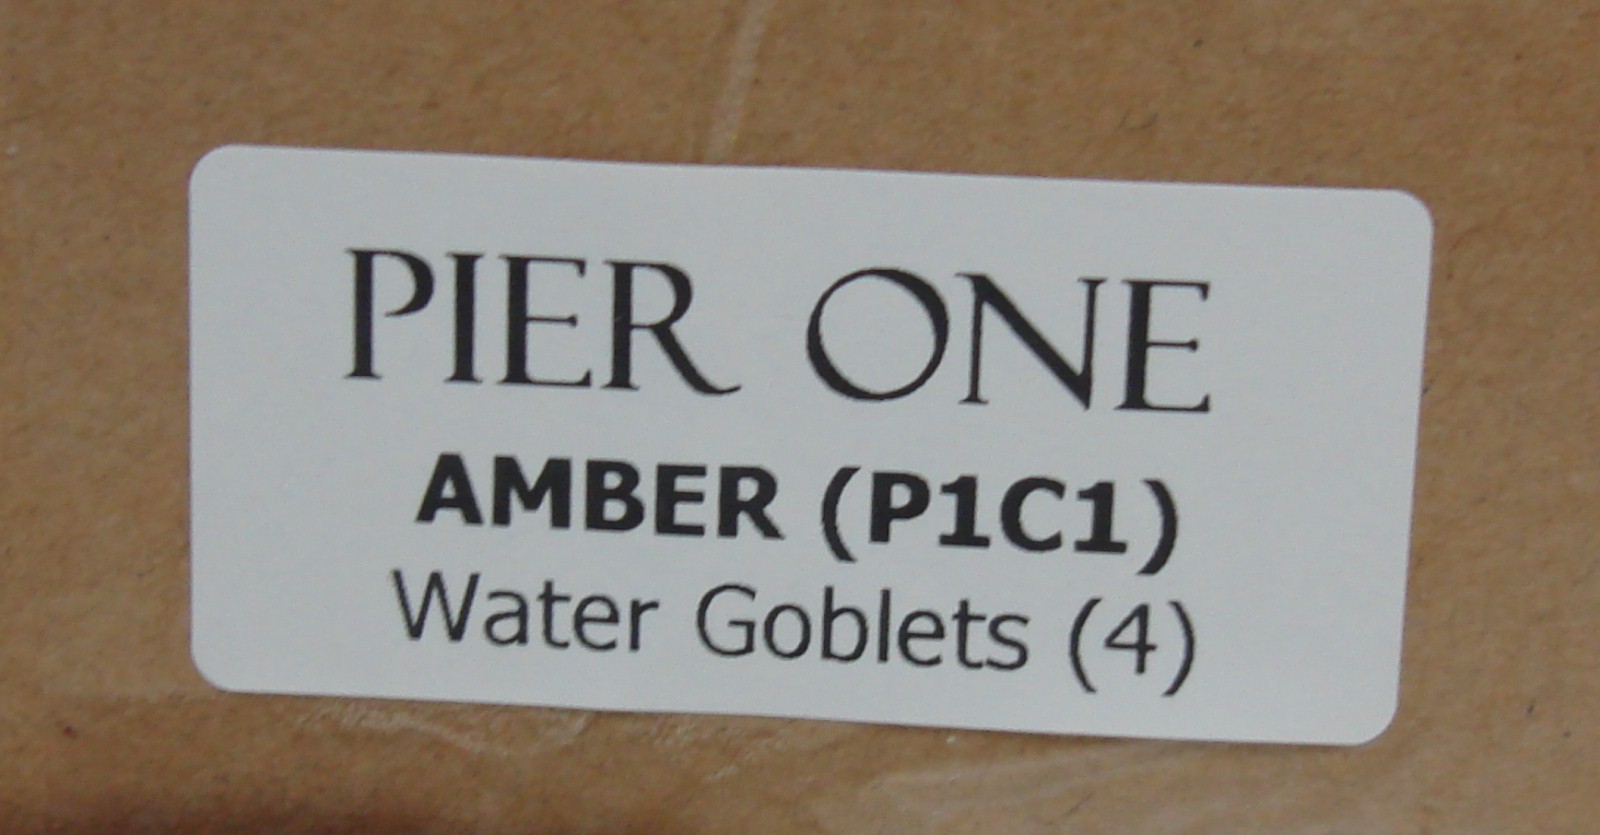 PIER ONE
AMBER (P1C1)
Water Goblets (4)